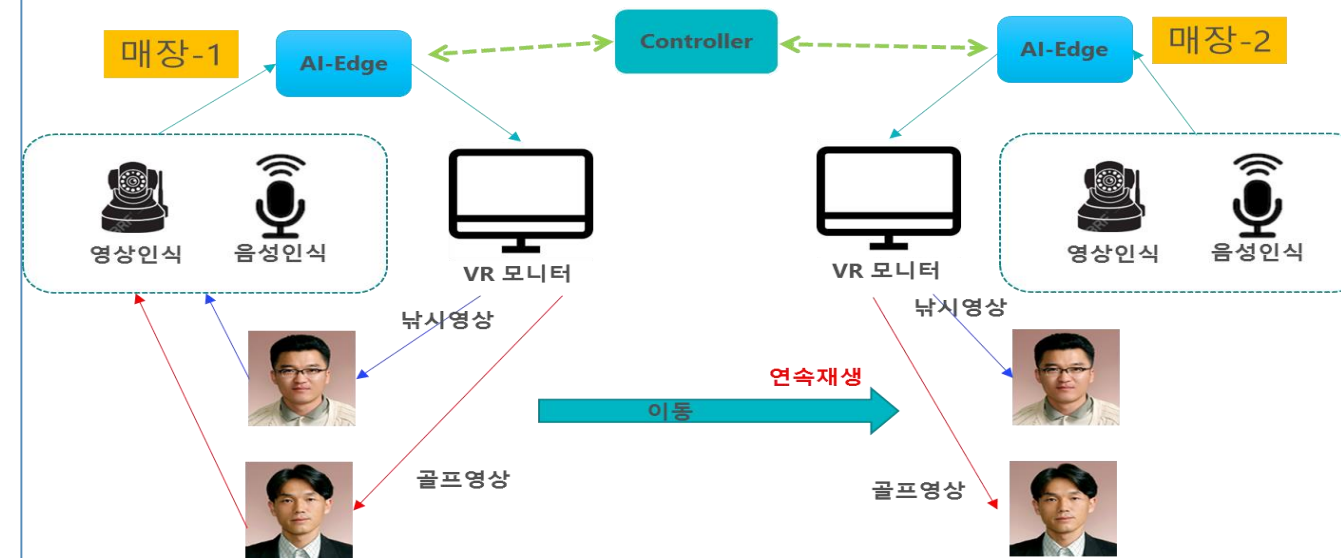 매장-1
AI-Edge
Controller
AI-Edge
매장-2
영상인식
음성인식
VR 모니터
VR 모니터
영상인식
음성인식
낚시영상
낚시영상
연속재생
이동
골프영상
골프영상